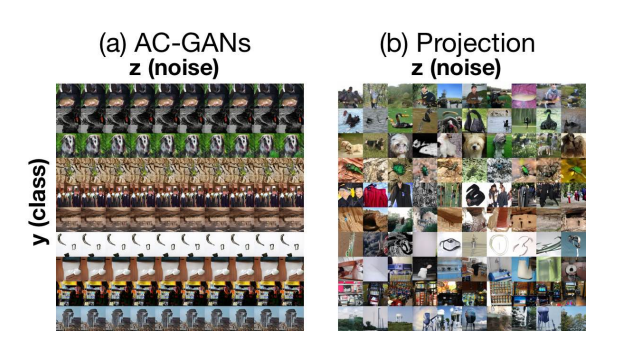 (a) AC-GANs
z (noise)
(b) Projection
z (noise)
y (class)